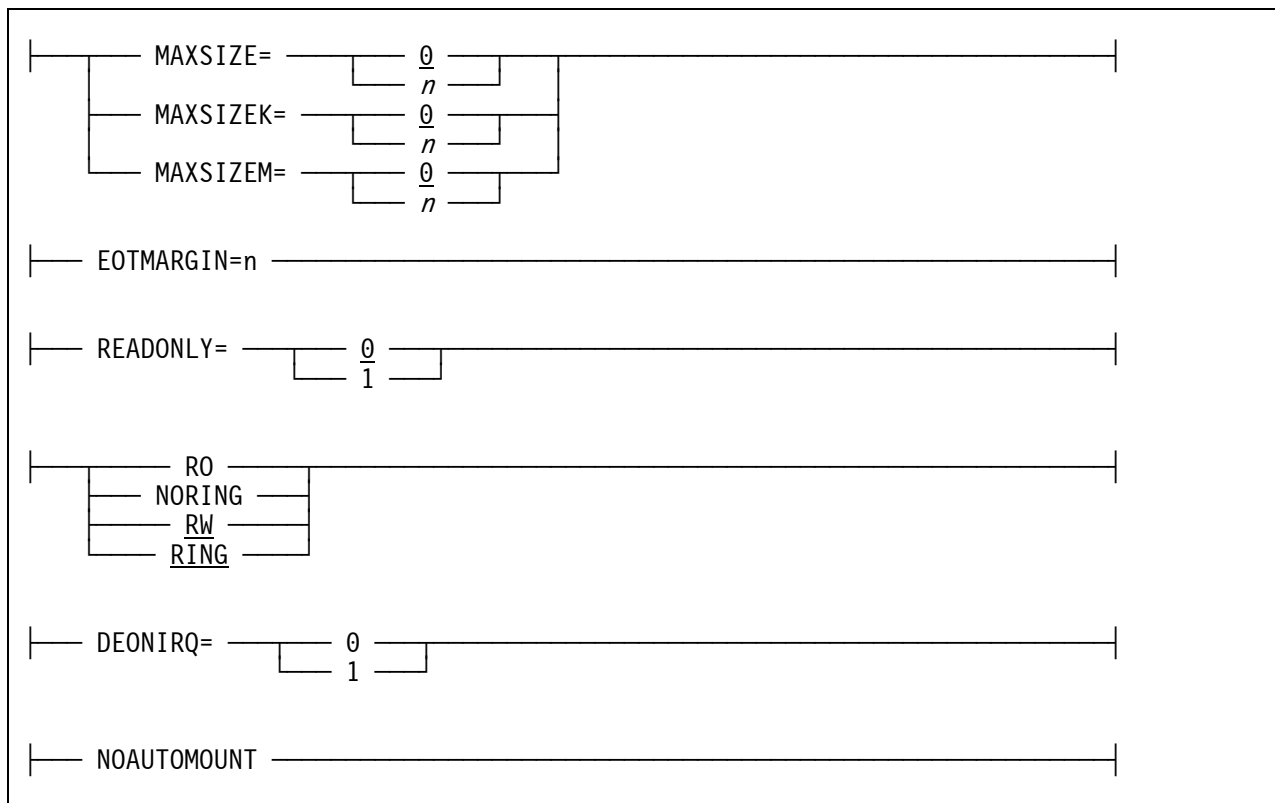 MAXSIZE= 0
n
MAXSIZEK= 0
n
MAXSIZEM= 0
n
EOTMARGIN=n
READONLY= 0
1
RO
NORING
RW
RING
DEONIRQ= 0
1
NOAUTOMOUNT